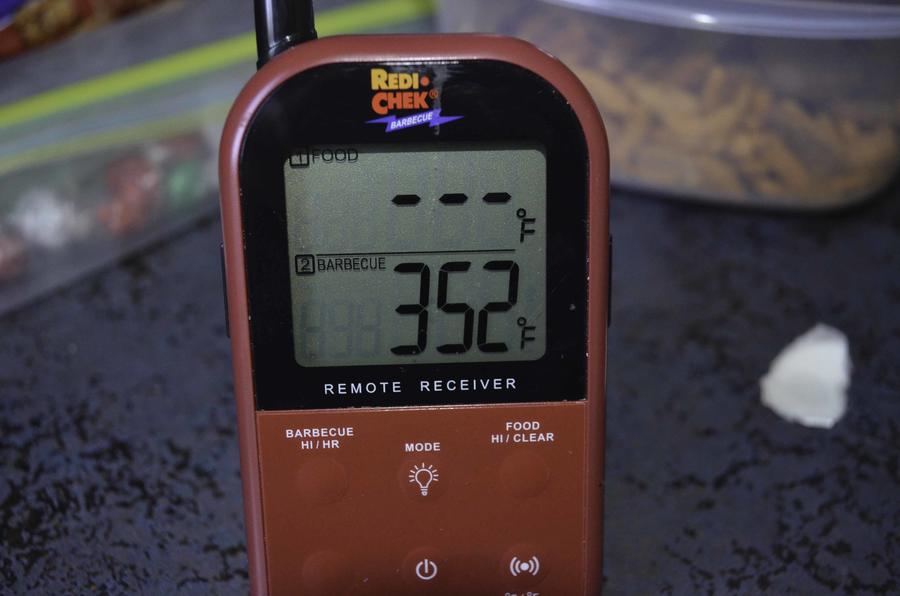 REDI
CHEK®
BARBECUE
1 FOOD
--- °F
2 BARBECUE
352 °F
REMOTE RECEIVER
BARBECUE
HI / HR
MODE
FOOD
HI / CLEAR